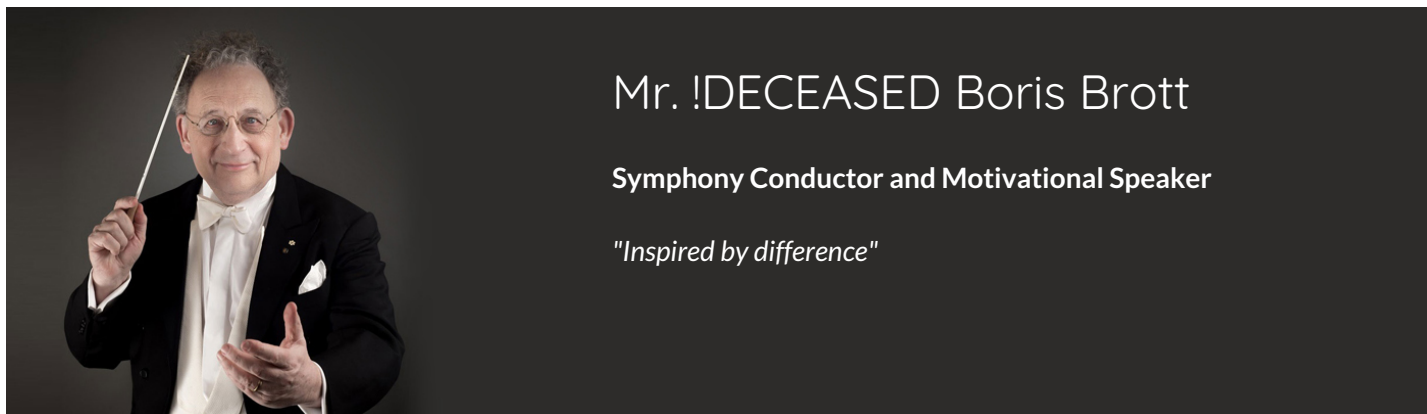 Mr. !DECEASED Boris Brott
Symphony Conductor and Motivational Speaker
"Inspired by difference"